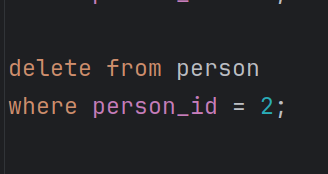 delete from person
where person_id = 2;